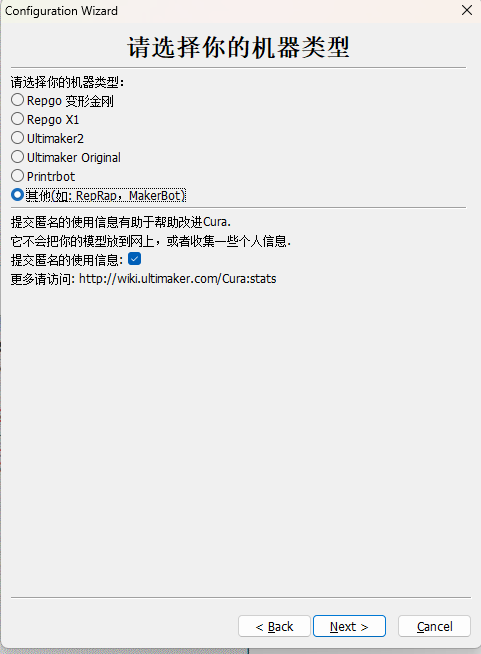 Configuration Wizard
请选择你的机器类型
请选择你的机器类型:
Repgo 变形金刚
Repgo X1
Ultimaker2
Ultimaker Original
Printrbot
其他(如: RepRap，MakerBot)
提交匿名的使用信息有助于帮助改进Cura.
它不会把你的模型放到网上，或者收集一些个人信息.
提交匿名的使用信息:
更多请访问: http://wiki.ultimaker.com/Cura:stats
< Back Next > Cancel